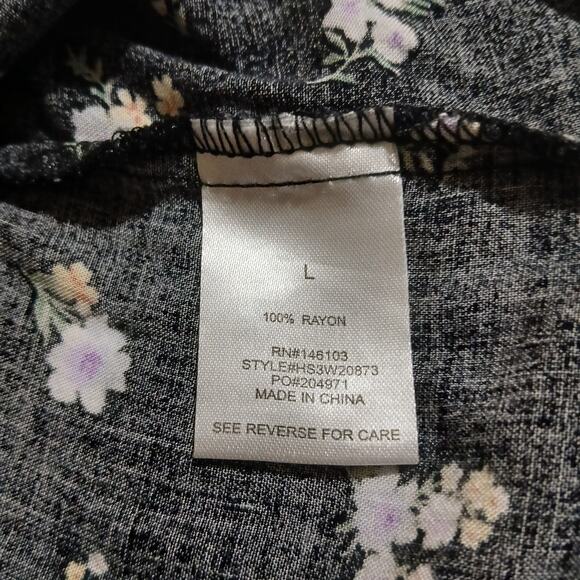 L
100% RAYON
RN#146103
STYLE#HS3W20873
PO#204971
MADE IN CHINA
SEE REVERSE FOR CARE